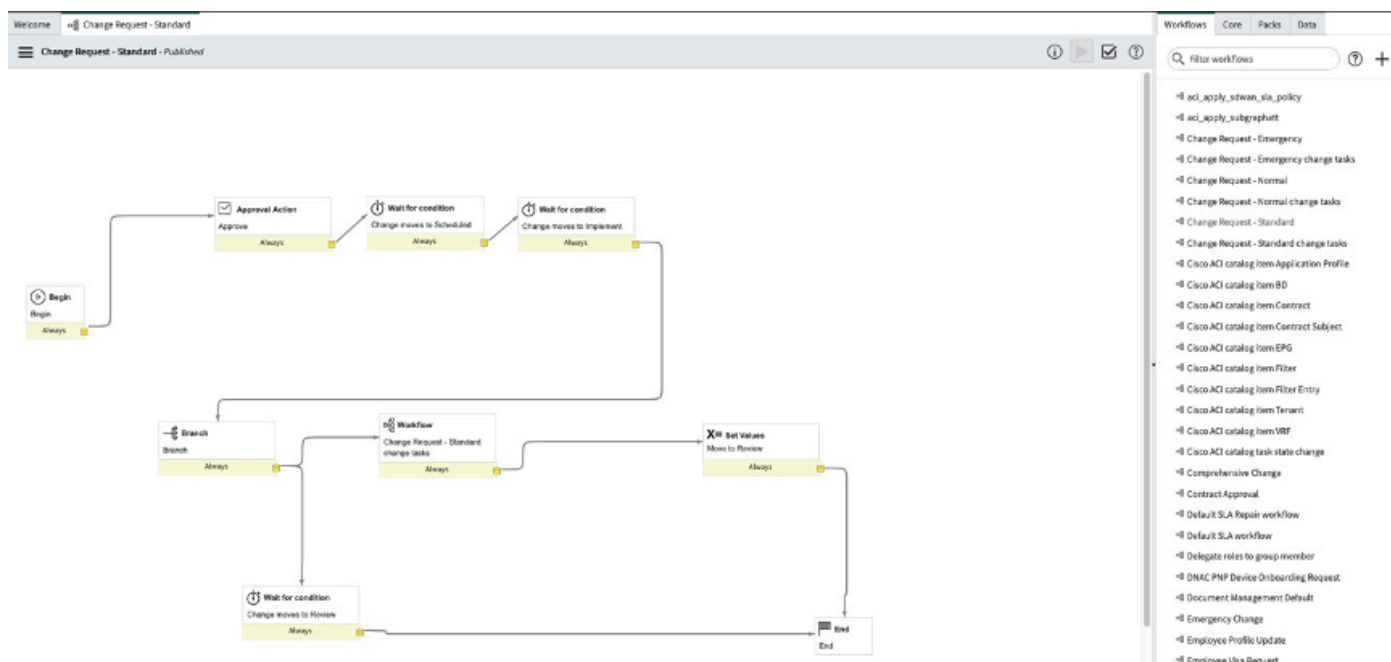 Welcome
Change Request - Standard
Change Request - Standard - Published
Begin
Begin
Always
Approval Action
Approve
Always
Wait for condition
Change moves to Scheduled
Always
Wait for condition
Change moves to Implement
Always
Branch
Branch
Always
Workflow
Change Request - Standard
change tasks
Always
Set Values
Move to Review
Always
Wait for condition
Change moves to Review
Always
End
End
Workflows
Core
Packs
Data
Filter workflows
aci_apply_sdwan_sla_policy
aci_apply_subgraphatt
Change Request - Emergency
Change Request - Emergency change tasks
Change Request - Normal
Change Request - Normal change tasks
Change Request - Standard
Change Request - Standard change tasks
Cisco ACI catalog item Application Profile
Cisco ACI catalog item BD
Cisco ACI catalog item Contract
Cisco ACI catalog item Contract Subject
Cisco ACI catalog item EPG
Cisco ACI catalog item Filter
Cisco ACI catalog item Filter Entry
Cisco ACI catalog item Tenant
Cisco ACI catalog item VRF
Cisco ACI catalog task state change
Comprehensive Change
Contract Approval
Default SLA Repair workflow
Default SLA workflow
Delegate roles to group member
DNAC PNP Device Onboarding Request
Document Management Default
Emergency Change
Employee Profile Update
Employee Visa Request